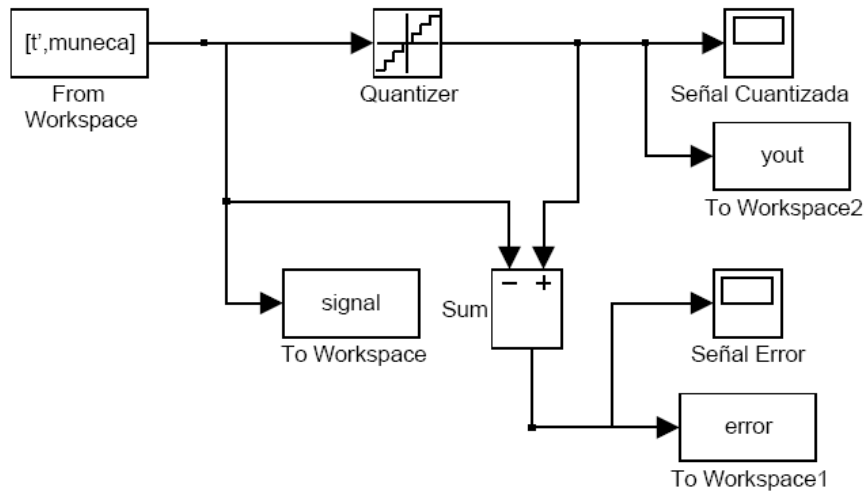 [t',muneca]
From
Workspace
Quantizer
Señal Cuantizada
yout
To Workspace2
signal
To Workspace
Sum
− +
Señal Error
error
To Workspace1